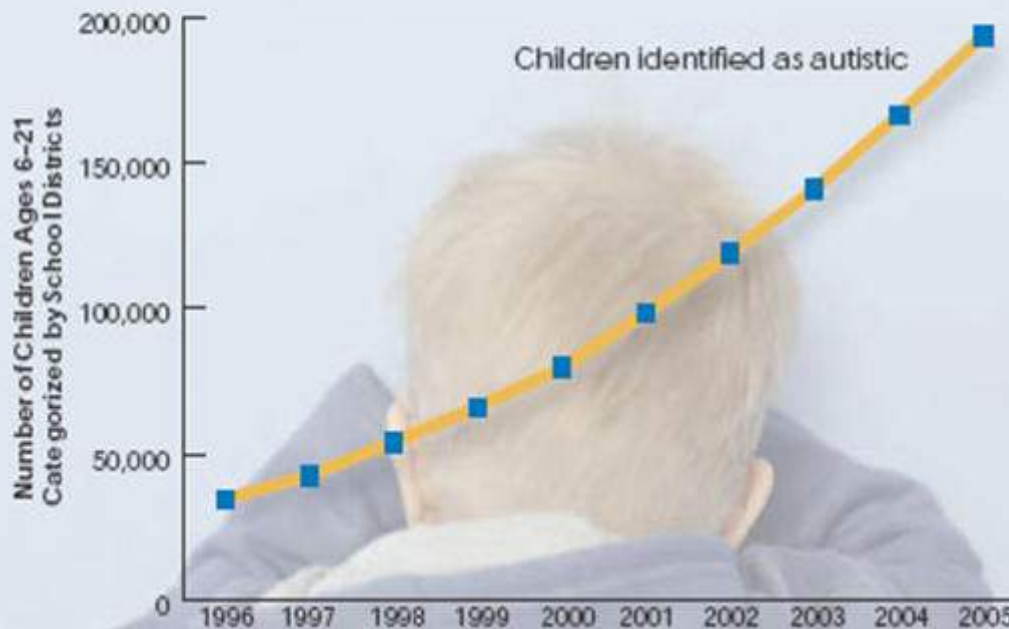 200,000
Children identified as autistic
150,000
100,000
50,000
0
Number of Children Ages 6–21
Categorized by School Districts
1996 1997 1998 1999 2000 2001 2002 2003 2004 2005